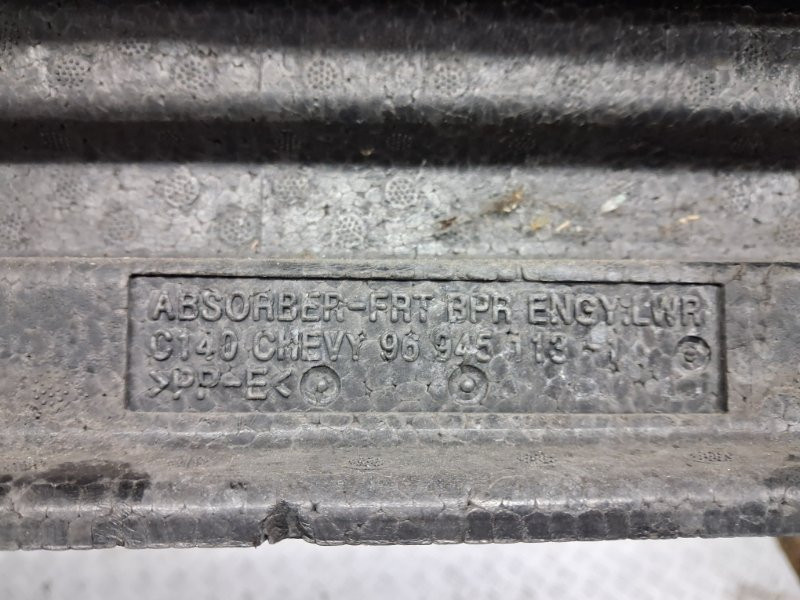 ABSORBER-FRT BPR ENGY:LWR
C140 CHEVY 96 945 113 -1
>PP-E<